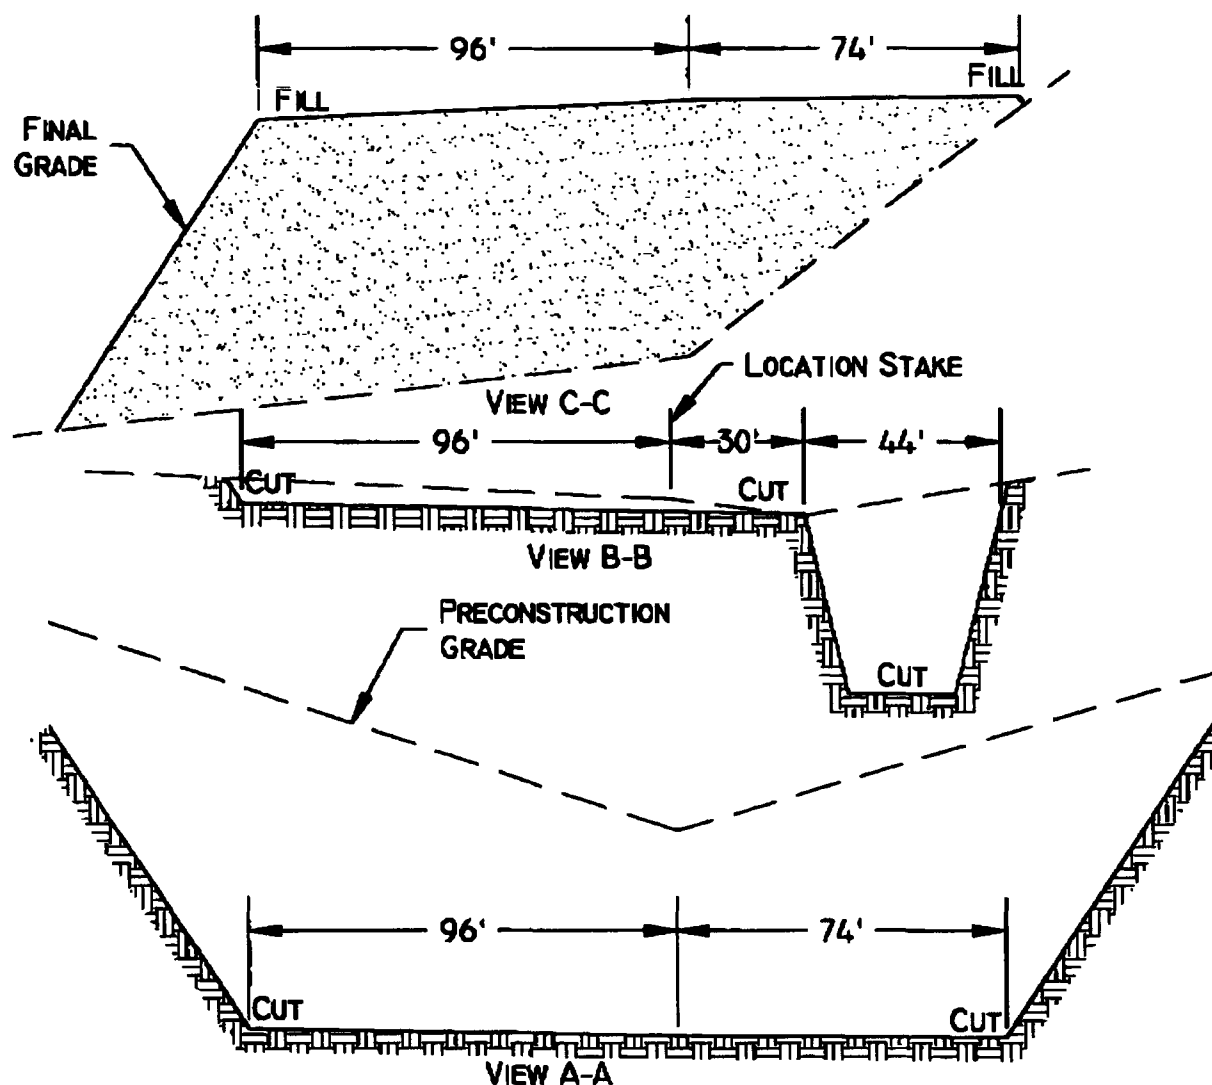 96'
74'
FILL
FILL
FINAL
GRADE
LOCATION STAKE
VIEW C-C
96'
30'
44'
CUT
CUT
VIEW B-B
PRECONSTRUCTION
GRADE
CUT
96'
74'
CUT
CUT
VIEW A-A